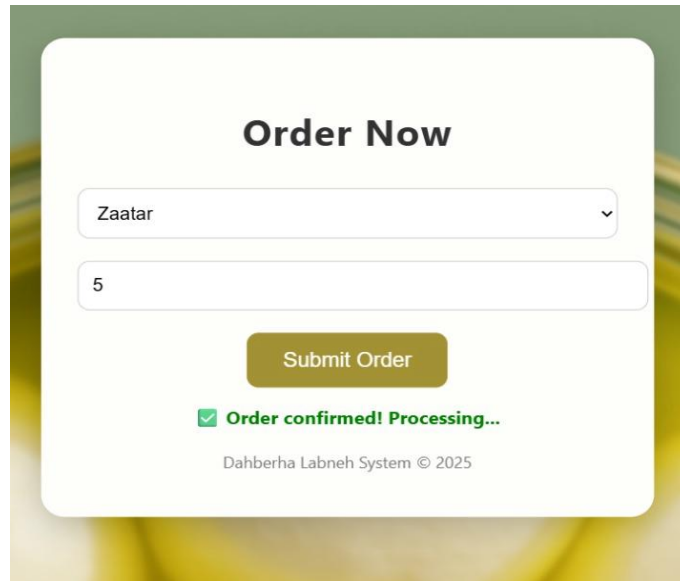 Order Now
Zaatar
5
Submit Order
✅ Order confirmed! Processing...
Dahberha Labneh System © 2025